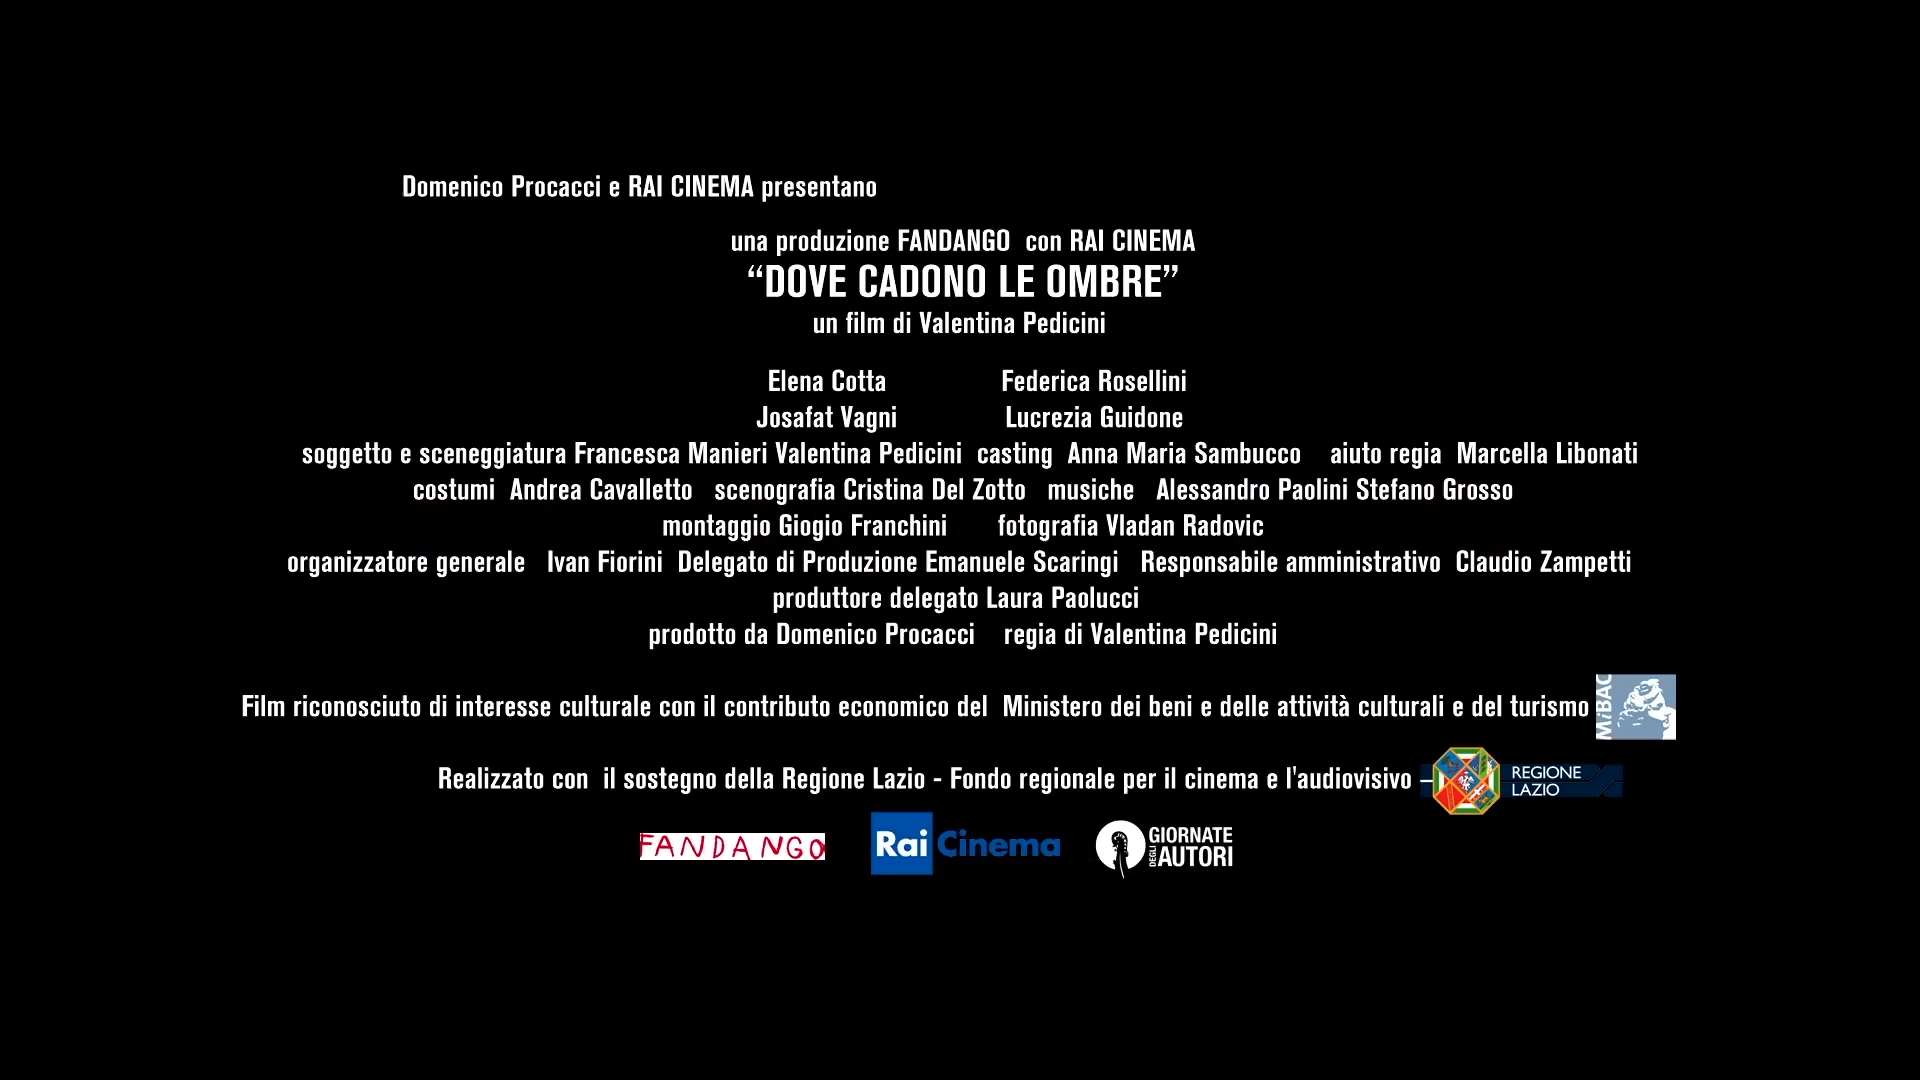 Domenico Procacci e RAI CINEMA presentano
una produzione FANDANGO con RAI CINEMA
“DOVE CADONO LE OMBRE”
un film di Valentina Pedicini
Elena Cotta Federica Rosellini
Josafat Vagni Lucrezia Guidone
soggetto e sceneggiatura Francesca Manieri Valentina Pedicini casting Anna Maria Sambucco aiuto regia Marcella Libonati
costumi Andrea Cavalletto scenografia Cristina Del Zotto musiche Alessandro Paolini Stefano Grosso
montaggio Giogio Franchini fotografia Vladan Radovic
organizzatore generale Ivan Fiorini Delegato di Produzione Emanuele Scaringi Responsabile amministrativo Claudio Zampetti
produttore delegato Laura Paolucci
prodotto da Domenico Procacci regia di Valentina Pedicini
Film riconosciuto di interesse culturale con il contributo economico del Ministero dei beni e delle attività culturali e del turismo
MiBAC
Realizzato con il sostegno della Regione Lazio - Fondo regionale per il cinema e l'audiovisivo
REGIONE
LAZIO
FANDANGO
Rai Cinema
GIORNATE
DEGLI AUTORI